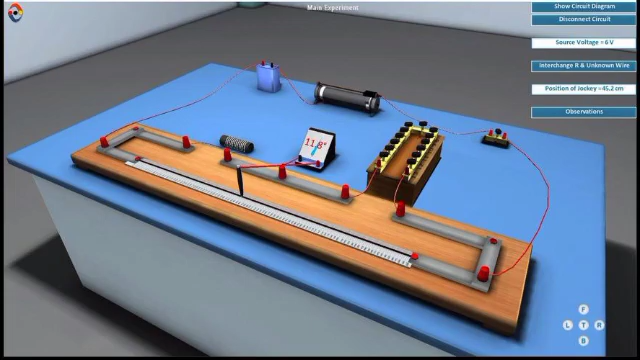 Main Experiment
Show Circuit Diagram
Disconnect Circuit
Source Voltage = 6 V
Interchange R & Unknown Wire
Position of Jockey =45.2 cm
Observations
11.8°
F
L T R
B